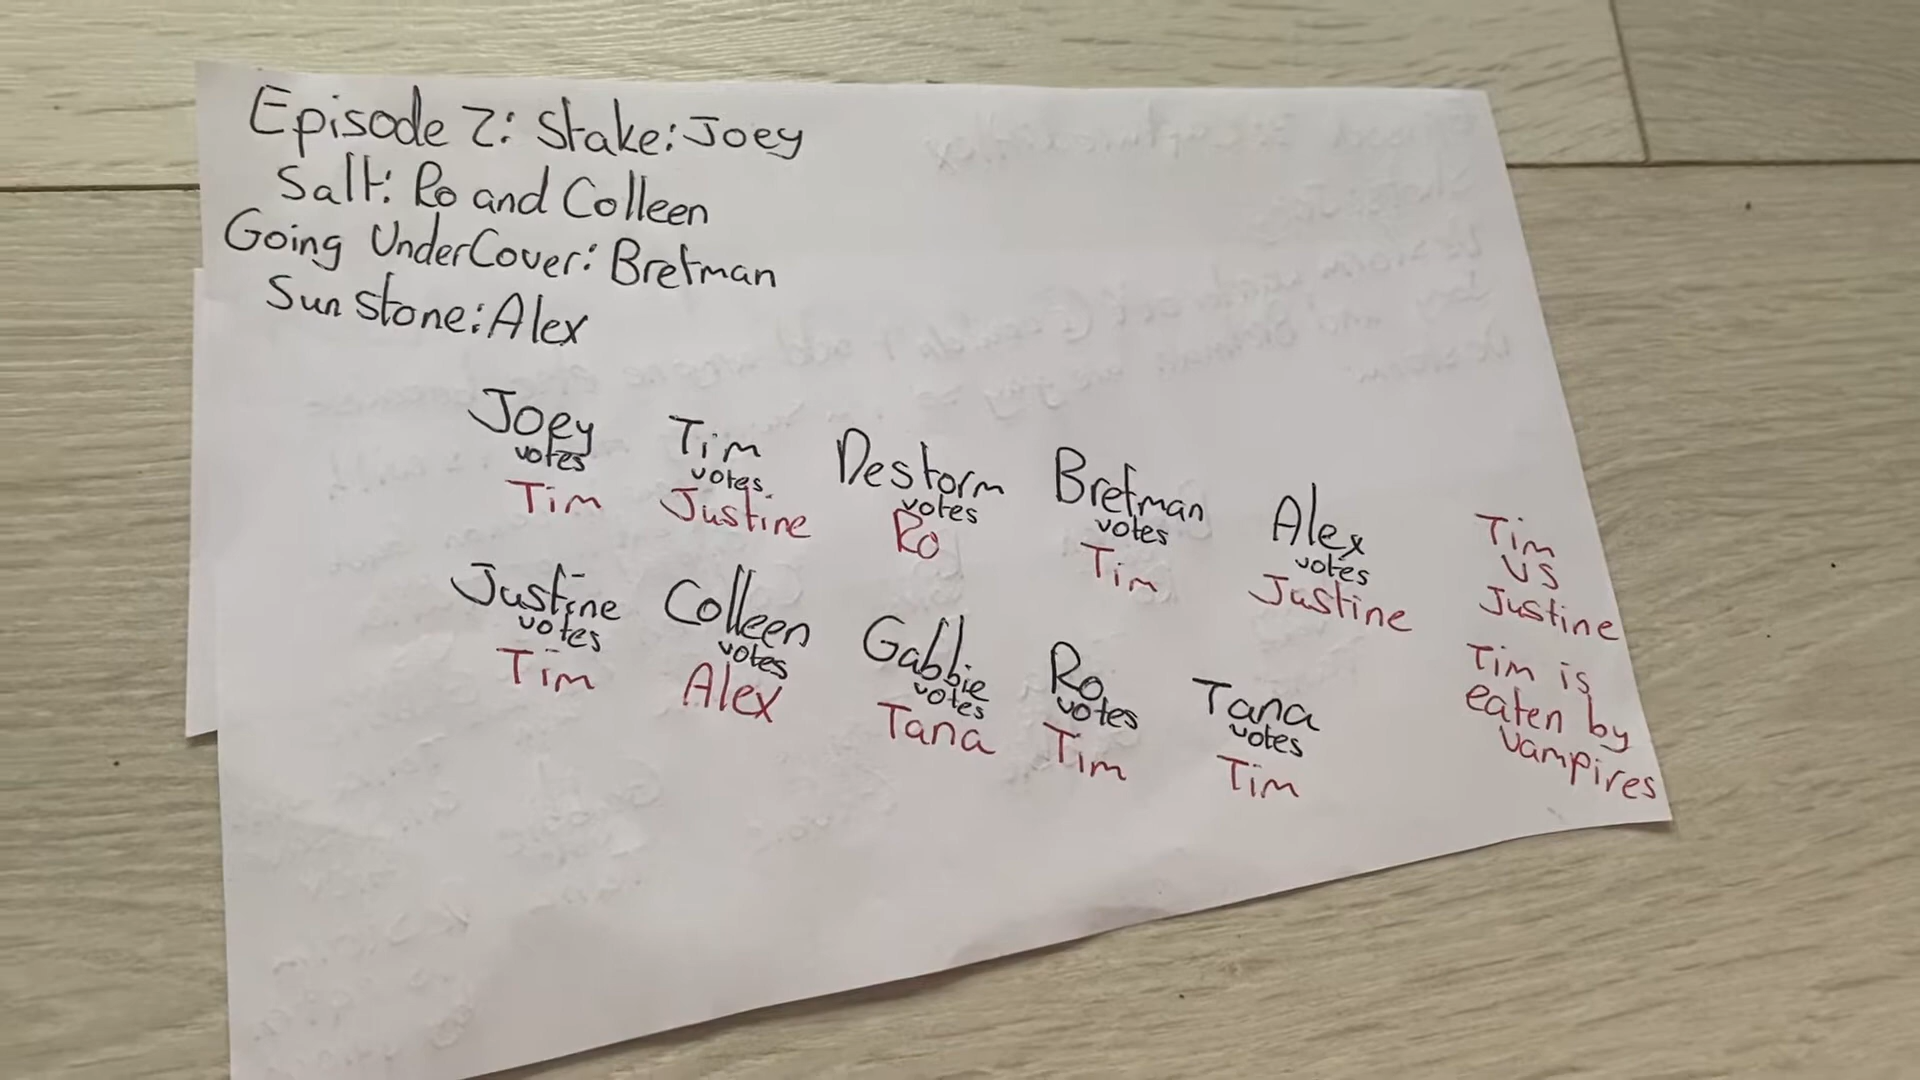 Episode 2: Stake: Joey
Salt: Ro and Colleen
Going UnderCover: Bretman
Sun Stone: Alex
Joey
votes
Tim
Tim
votes.
Justine
Destorm
votes
Ro
Bretman
votes
Tim
Alex
votes
Justine
Justine
votes
Tim
Colleen
votes
Alex
Gabbie
votes
Tana
Ro
votes
Tim
Tana
votes
Tim
Tim
VS
Justine
Tim is
eaten by
Vampires